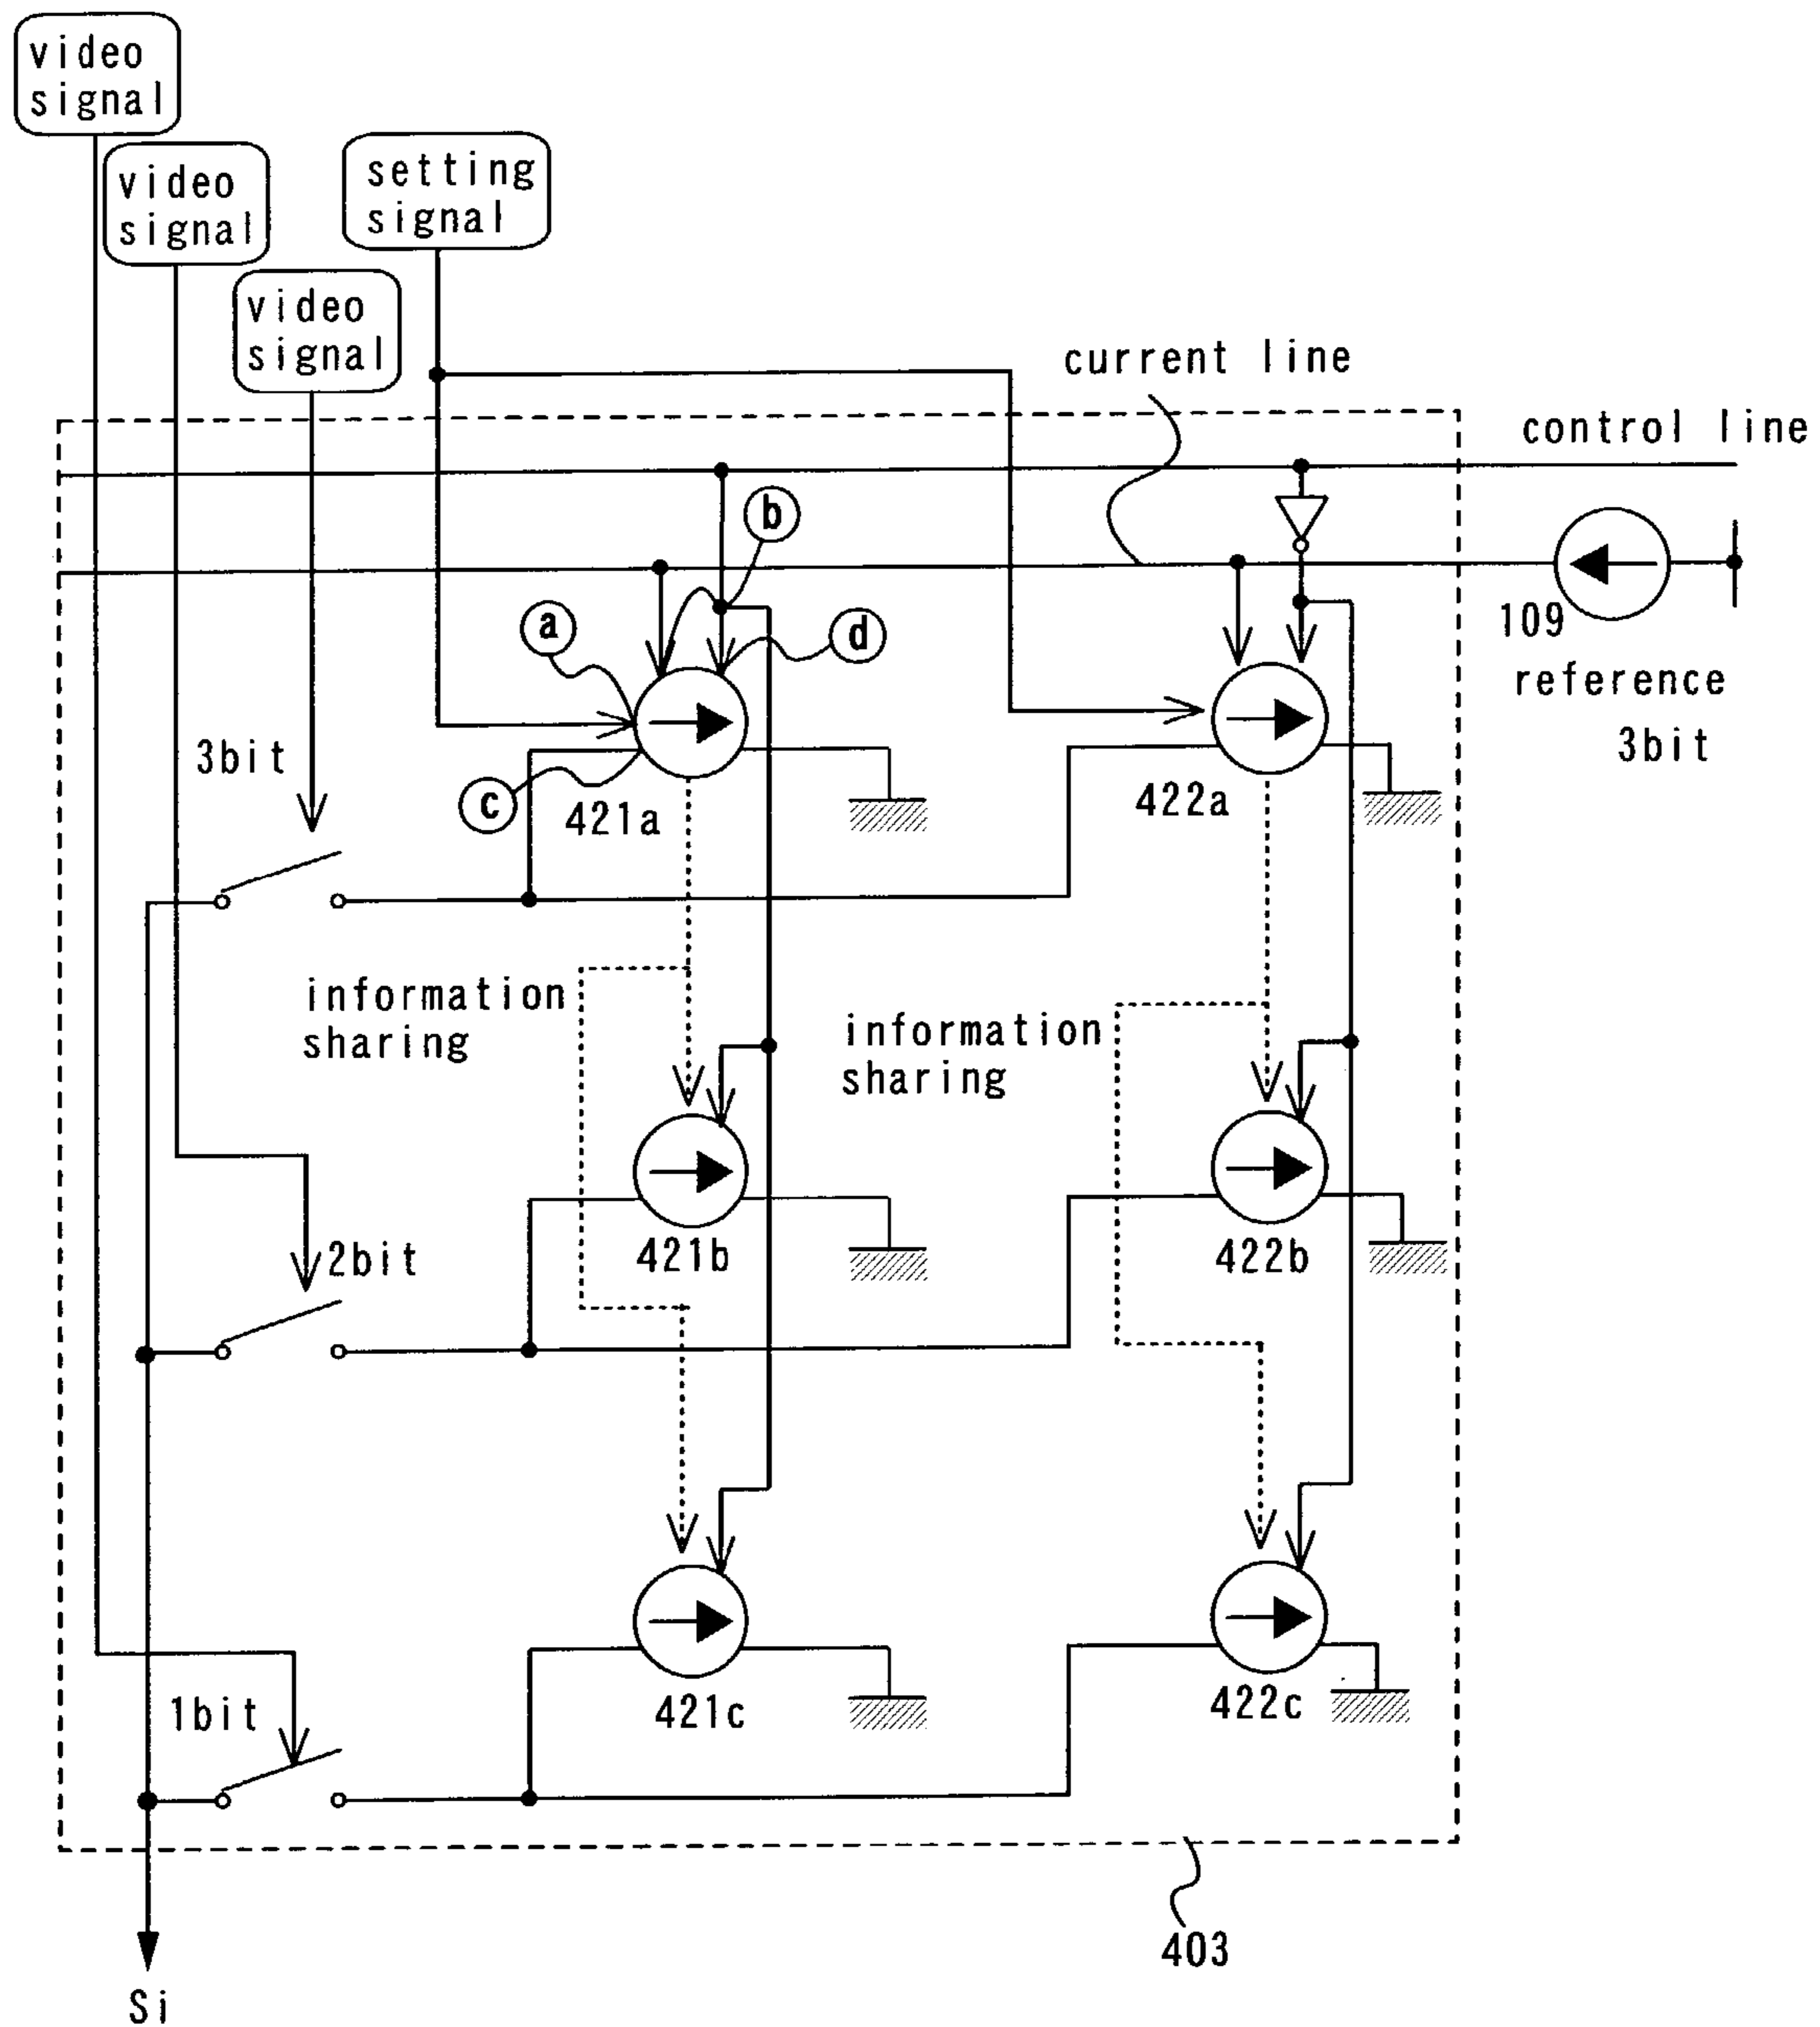 video
signal
video
signal
setting
signal
video
signal
current line
control line
b
a
d
109
reference
3bit
3bit
c
421a
422a
information
sharing
information
sharing
2bit
421b
422b
1bit
421c
422c
403
Si